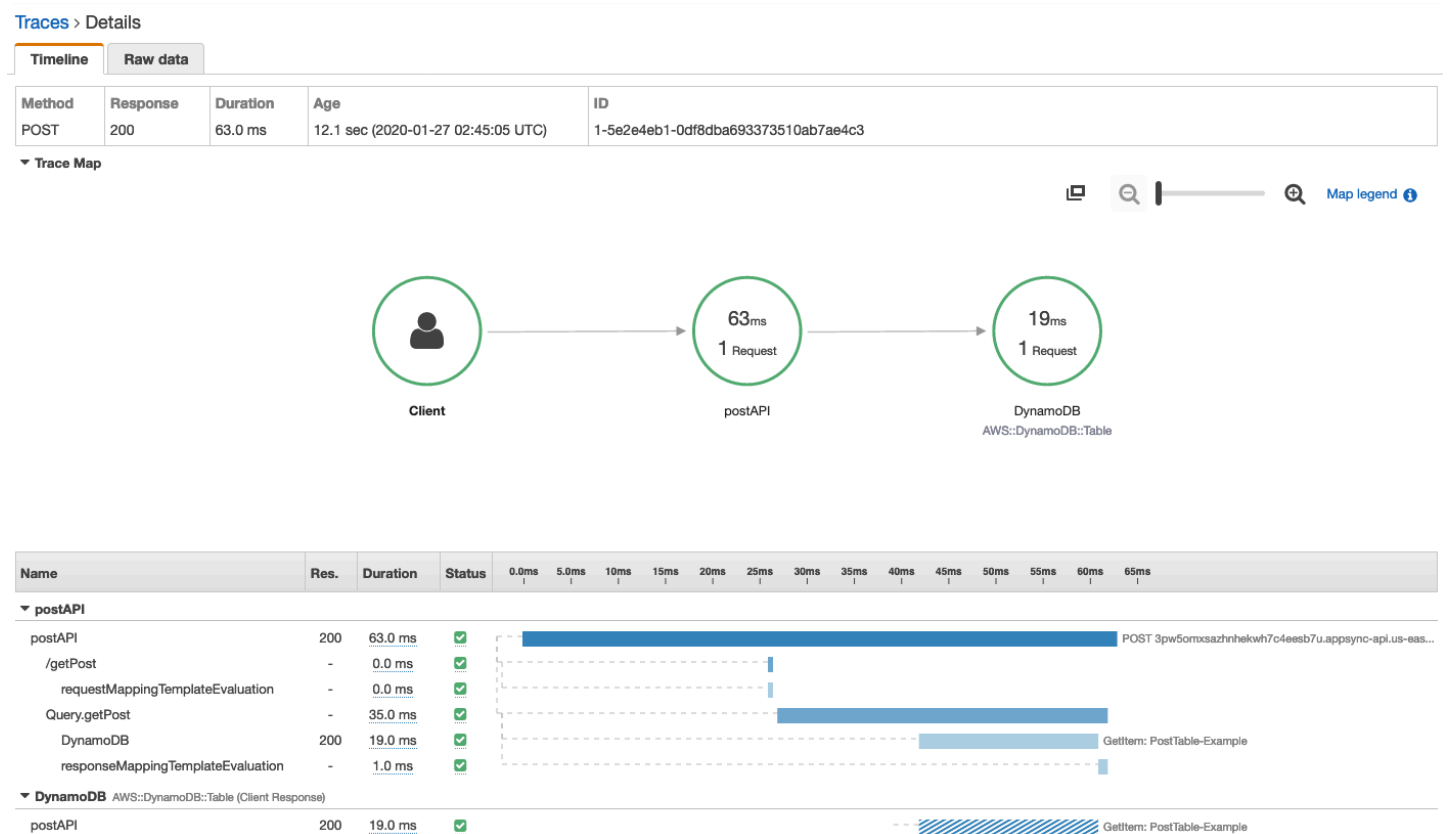 Traces › Details
Timeline Raw data
Method Response Duration Age ID
POST 200 63.0 ms 12.1 sec (2020-01-27 02:45:05 UTC) 1-5e2e4eb1-0df8dba693373510ab7ae4c3
Trace Map
Map legend
63ms
1 Request
19ms
1 Request
Client
postAPI
DynamoDB
AWS::DynamoDB::Table
Name Res. Duration Status 0.0ms 5.0ms 10ms 15ms 20ms 25ms 30ms 35ms 40ms 45ms 50ms 55ms 60ms 65ms
postAPI
postAPI 200 63.0 ms POST 3pw5omxsazhnhekwh7c4eesb7u.appsync-api.us-eas...
/getPost - 0.0 ms
requestMappingTemplateEvaluation - 0.0 ms
Query.getPost - 35.0 ms
DynamoDB 200 19.0 ms GetItem: PostTable-Example
responseMappingTemplateEvaluation - 1.0 ms
DynamoDB AWS::DynamoDB::Table (Client Response)
postAPI 200 19.0 ms GetItem: PostTable-Example